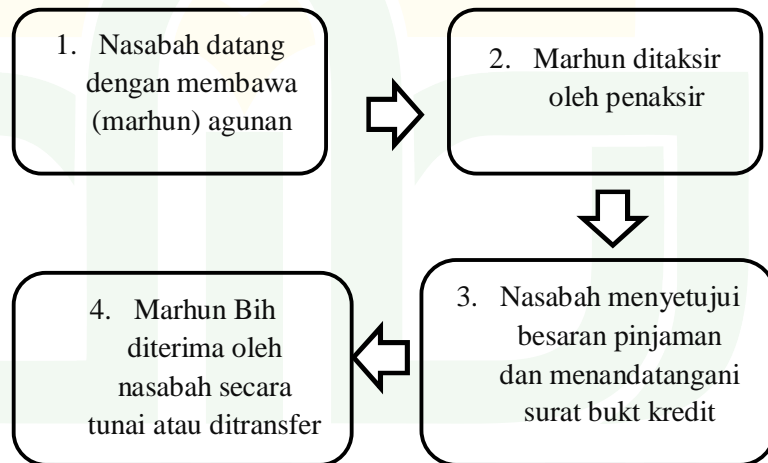 1. Nasabah datang
dengan membawa
(marhun) agunan
2. Marhun ditaksir
oleh penaksir
3. Nasabah menyetujui
besaran pinjaman
dan menandatangani
surat bukt kredit
4. Marhun Bih
diterima oleh
nasabah secara
tunai atau ditransfer